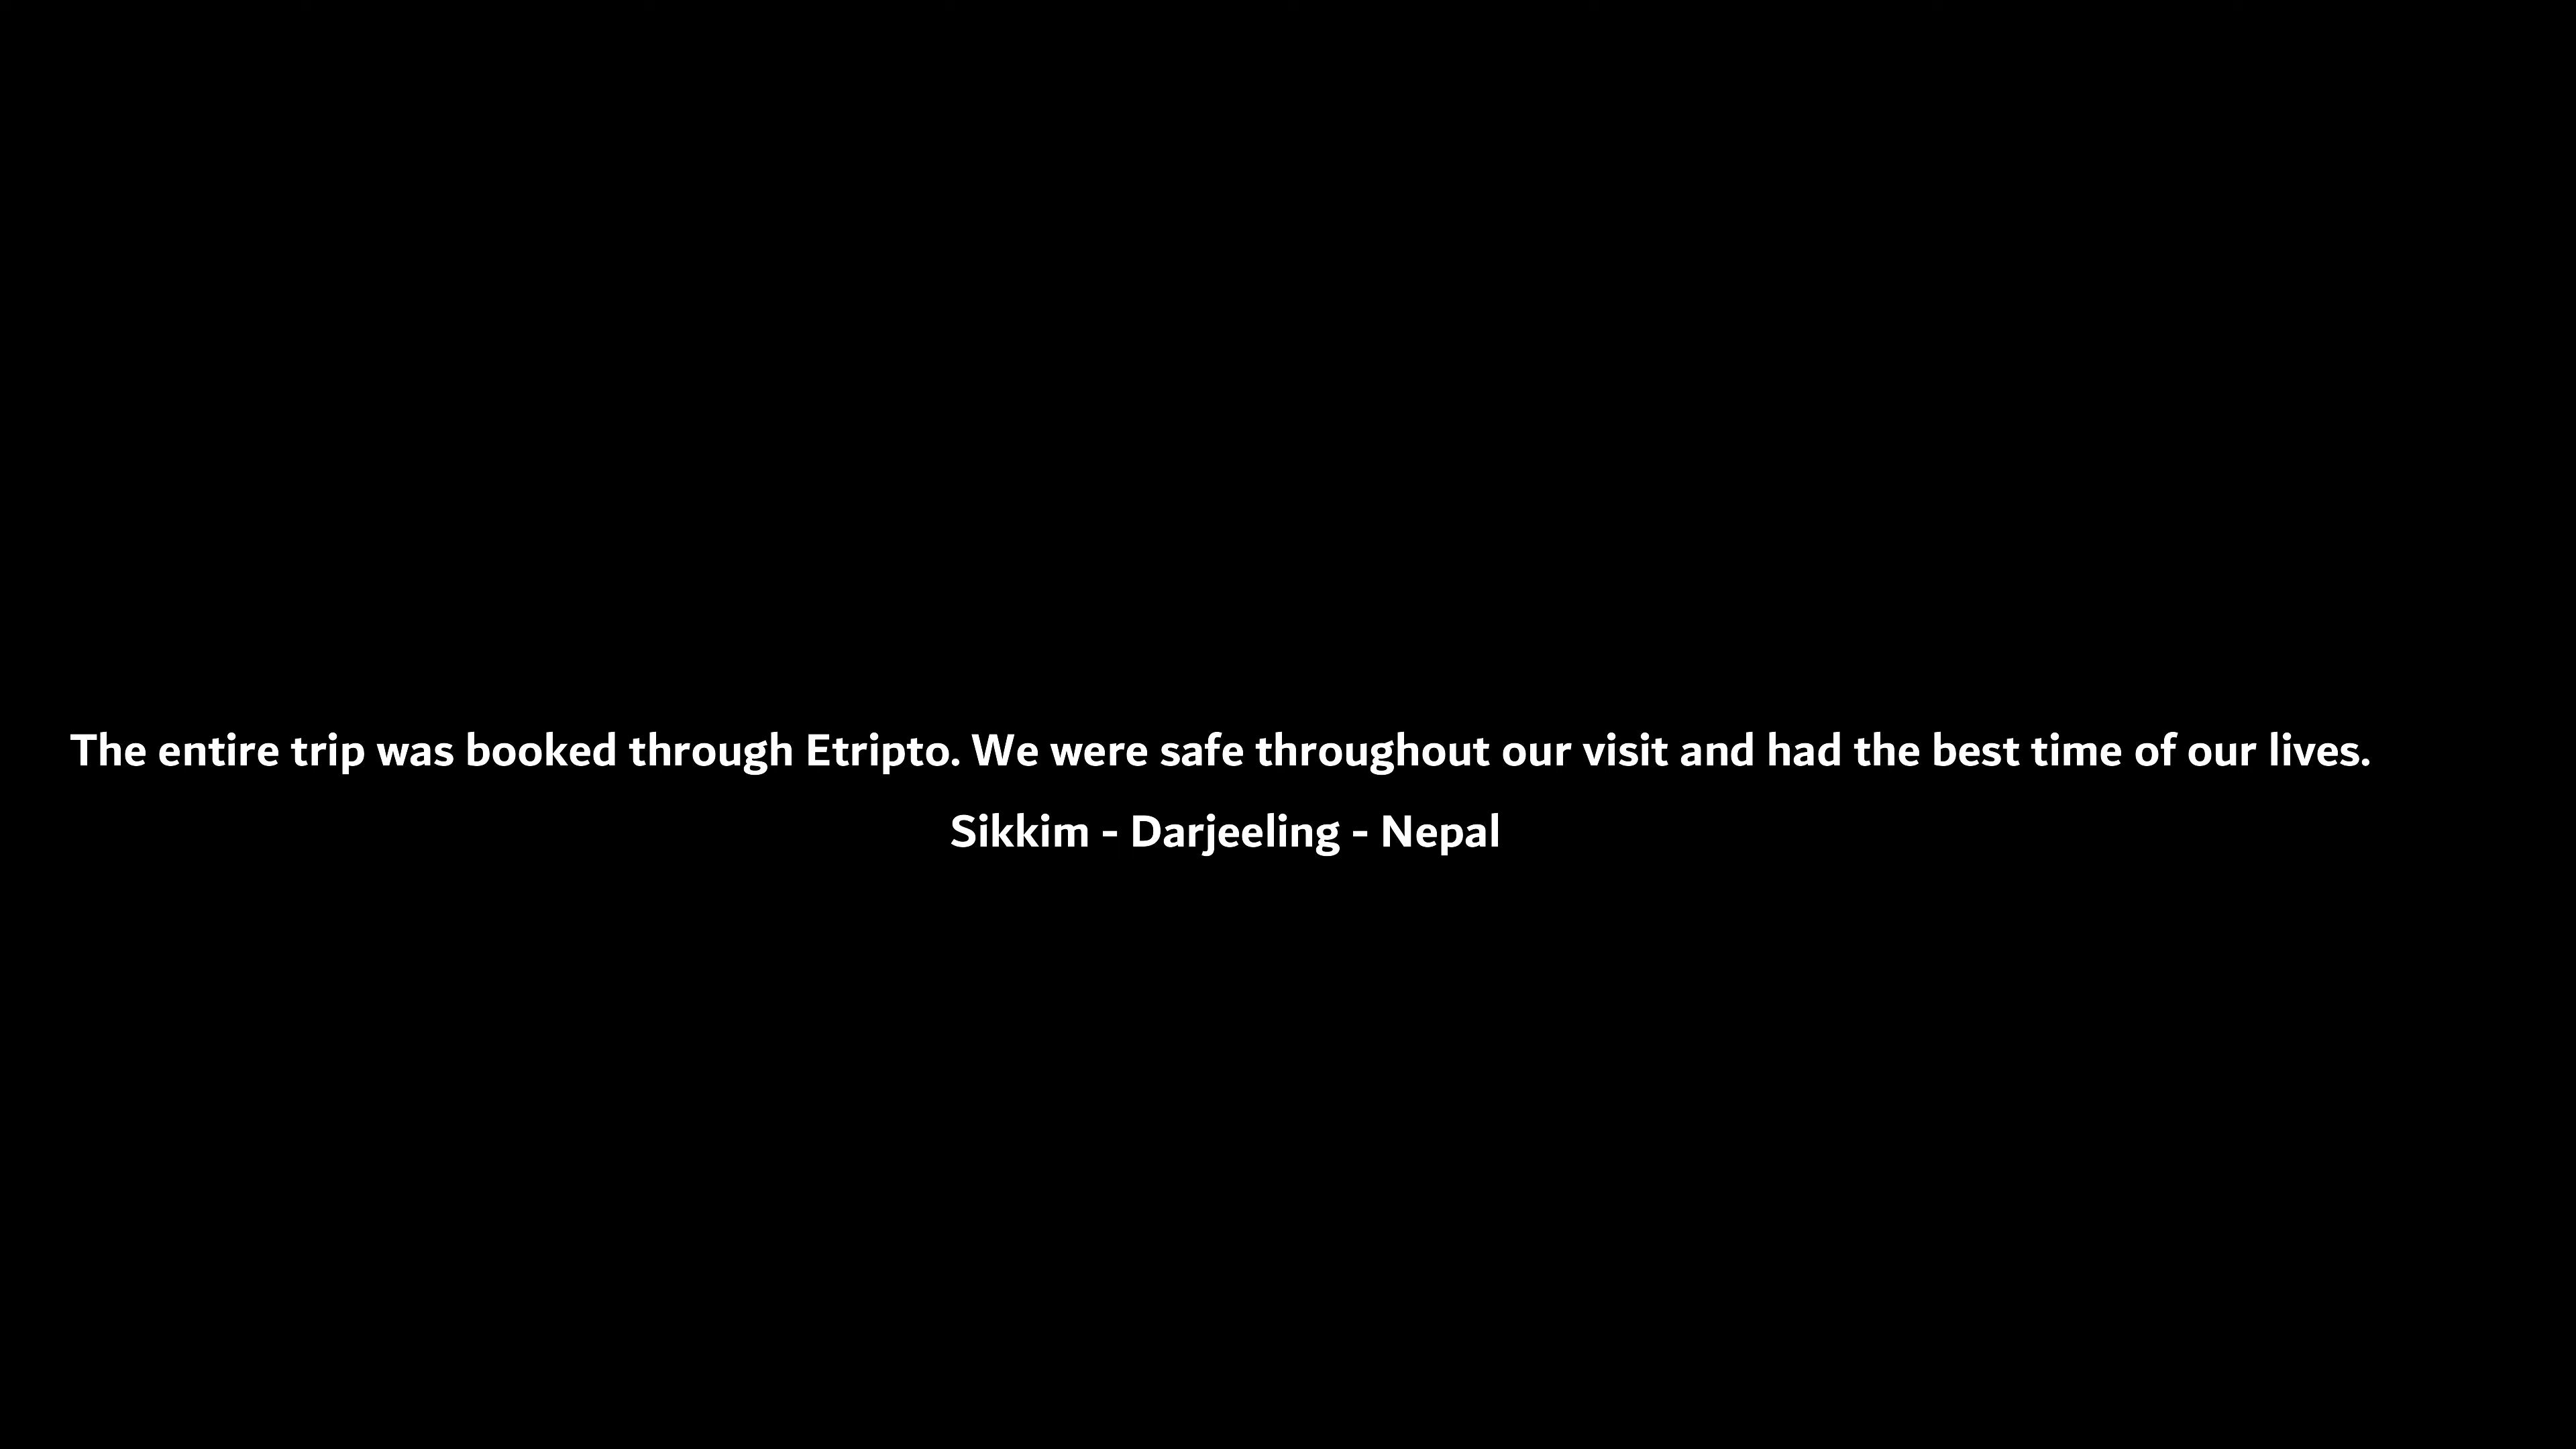 The entire trip was booked through Etripto. We were safe throughout our visit and had the best time of our lives.
Sikkim - Darjeeling - Nepal